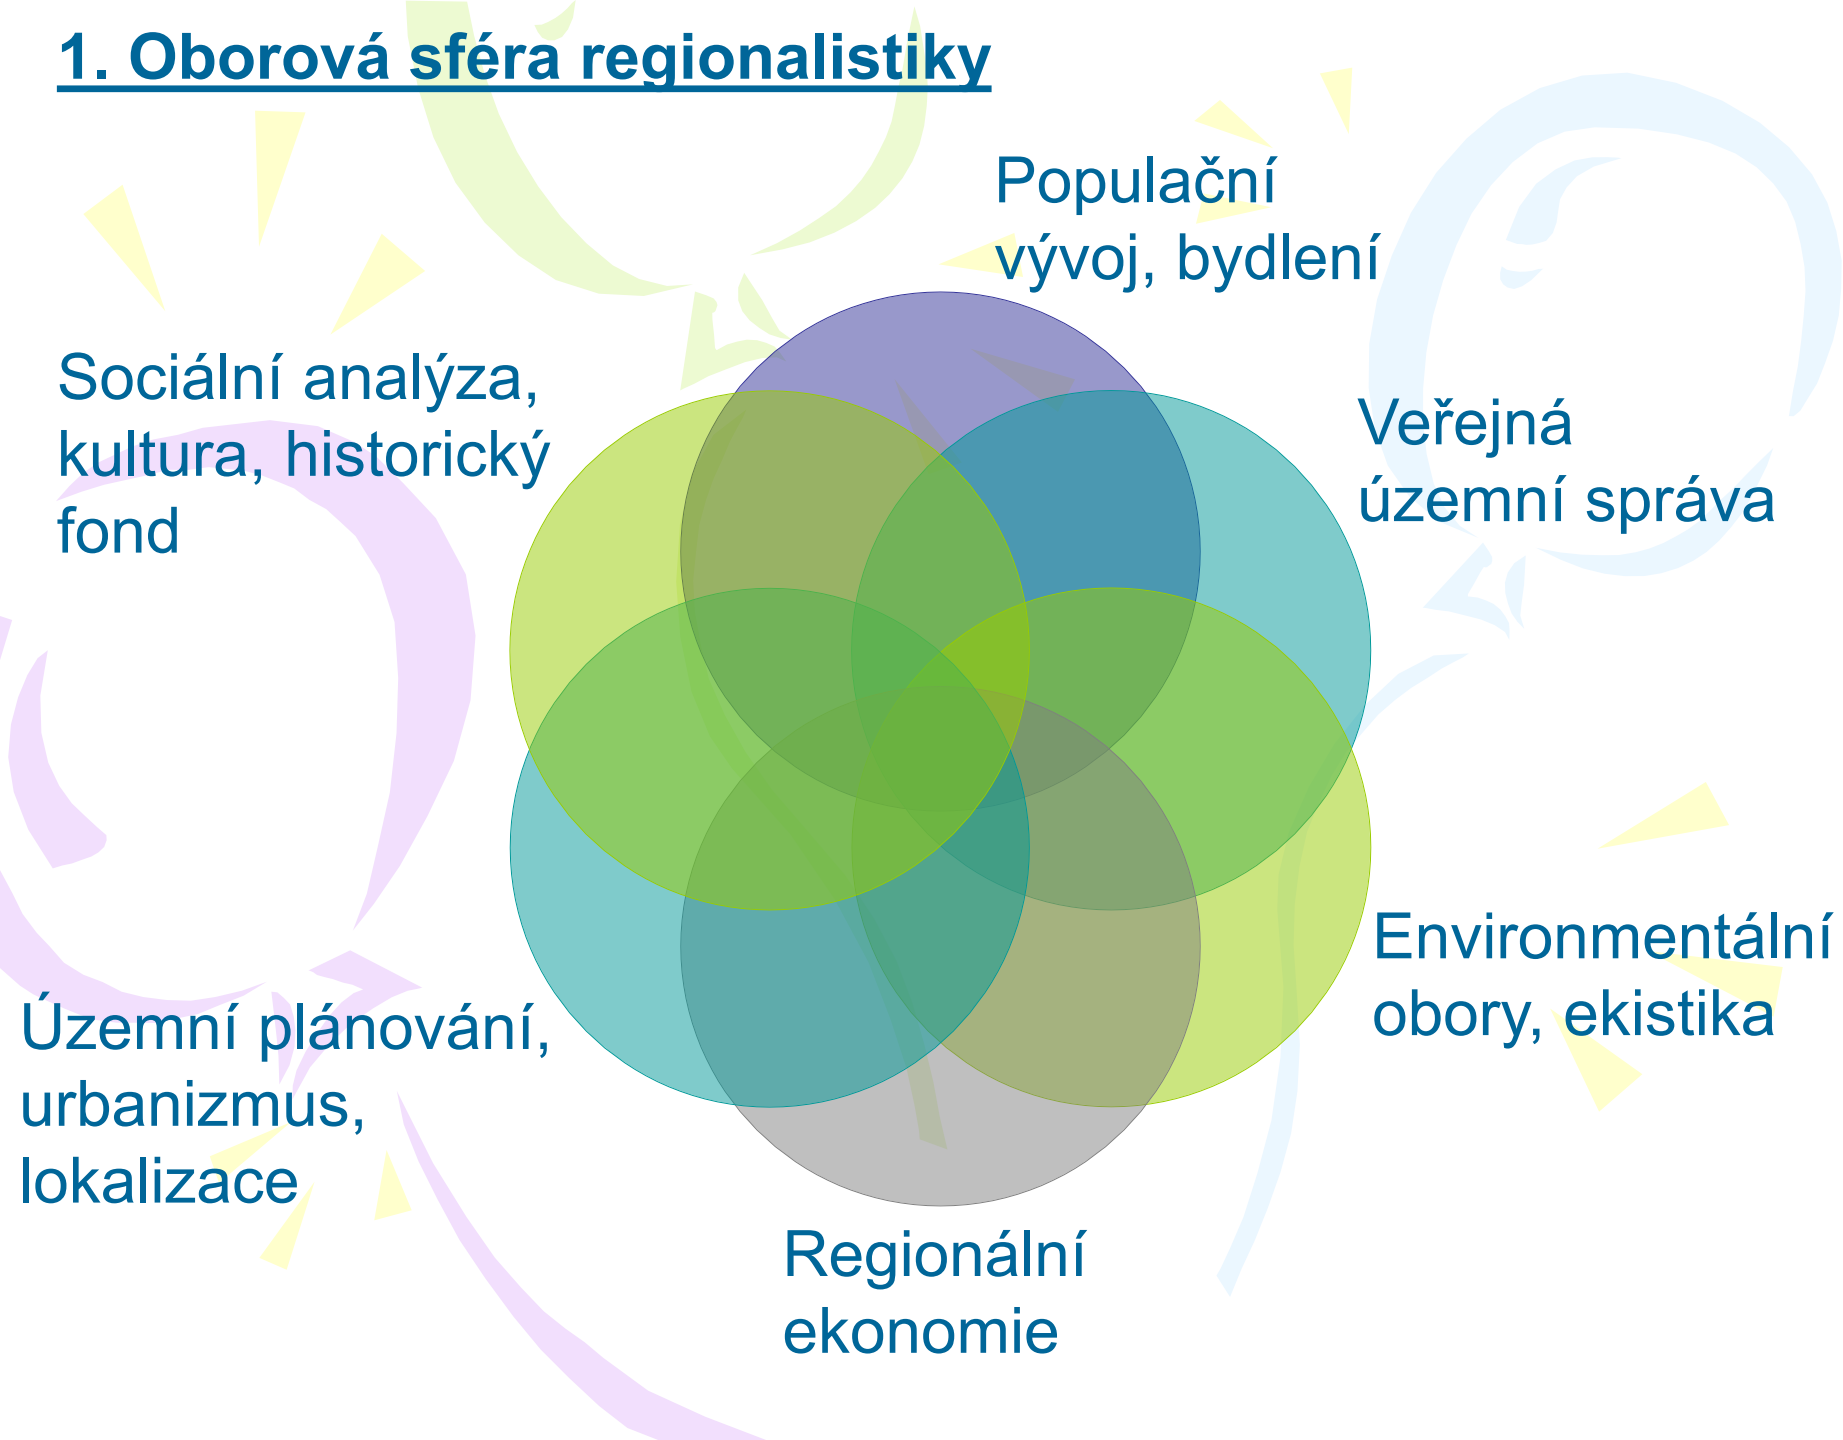 1. Oborová sféra regionalistiky
Populační
vývoj, bydlení
Sociální analýza,
kultura, historický
fond
Veřejná
územní správa
Environmentální
obory, ekistika
Územní plánování,
urbanizmus,
lokalizace
Regionální
ekonomie